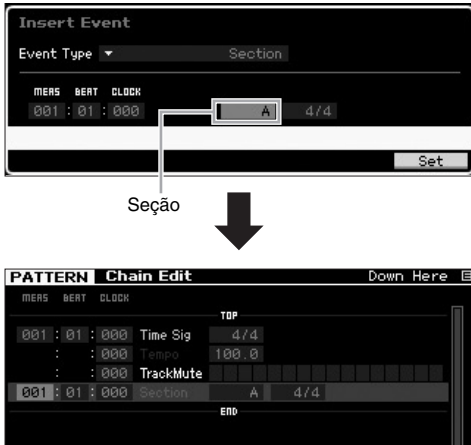 Insert Event
Event Type Section
MEAS BEAT CLOCK
001 : 01 : 000 A 4/4
Set
Seção
PATTERN Chain Edit Down Here
MEAS BEAT CLOCK
TOP
001 : 01 : 000 Time Sig 4/4
: : 000 Tempo 100.0
: : 000 TrackMute
001 : 01 : 000 Section A 4/4
END